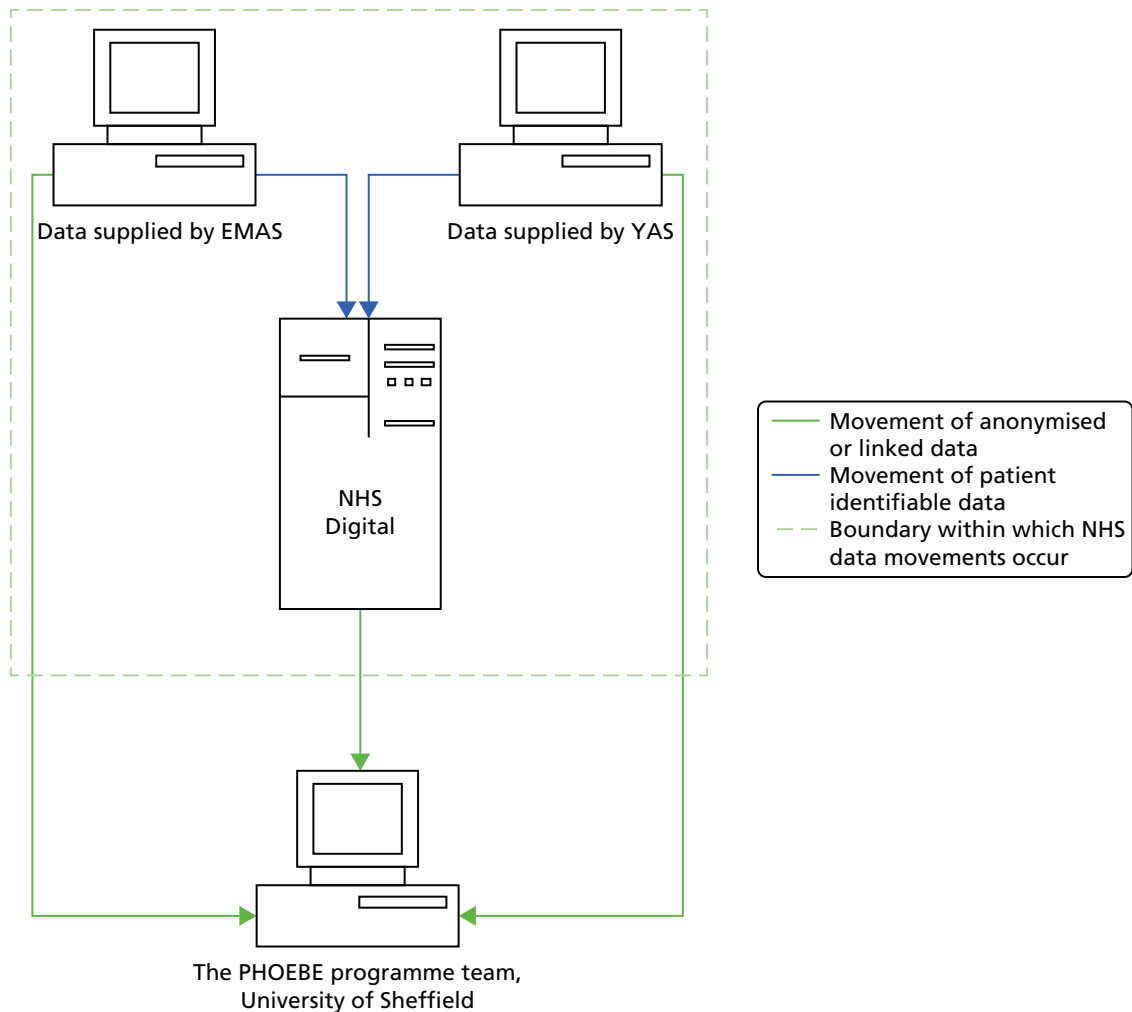 Data supplied by EMAS
Data supplied by YAS
NHS
Digital
Movement of anonymised
or linked data
Movement of patient
identifiable data
Boundary within which NHS
data movements occur
The PHOEBE programme team,
University of Sheffield